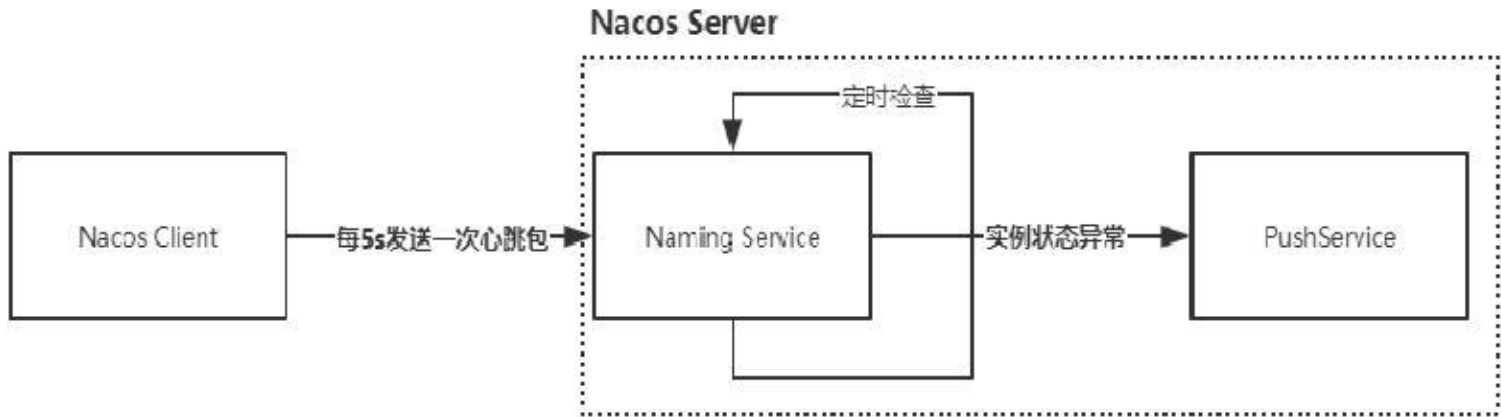 Nacos Server
定时检查
Nacos Client
每5s发送一次心跳包
Naming Service
实例状态异常
PushService